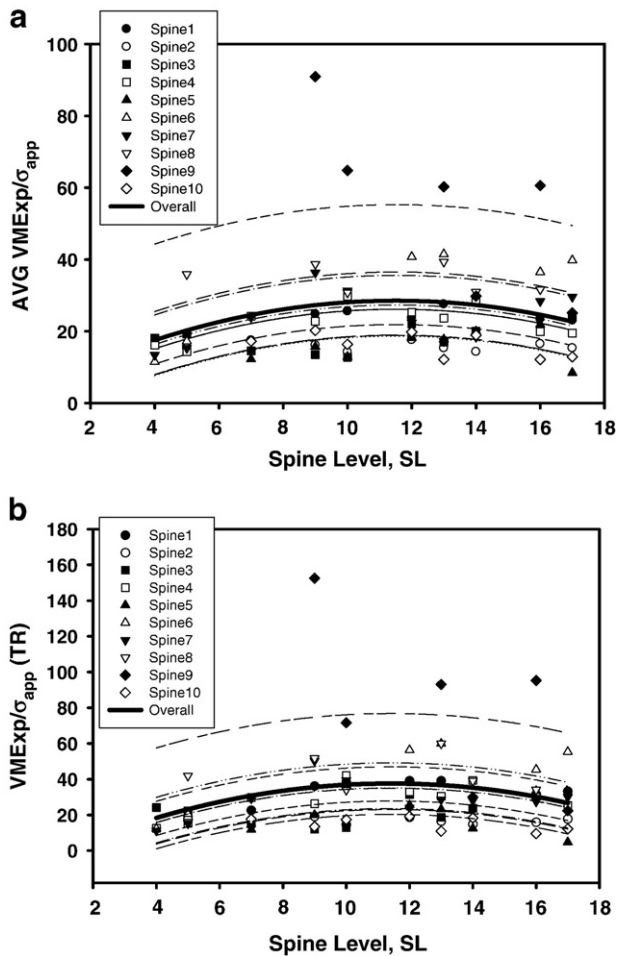 a
AVG VMExp/σapp
100
80
60
40
20
0
Spine1
Spine2
Spine3
Spine4
Spine5
Spine6
Spine7
Spine8
Spine9
Spine10
Overall
2 4 6 8 10 12 14 16 18
Spine Level, SL
b
VMExp/σapp (TR)
180
160
140
120
100
80
60
40
20
0
Spine1
Spine2
Spine3
Spine4
Spine5
Spine6
Spine7
Spine8
Spine9
Spine10
Overall
2 4 6 8 10 12 14 16 18
Spine Level, SL